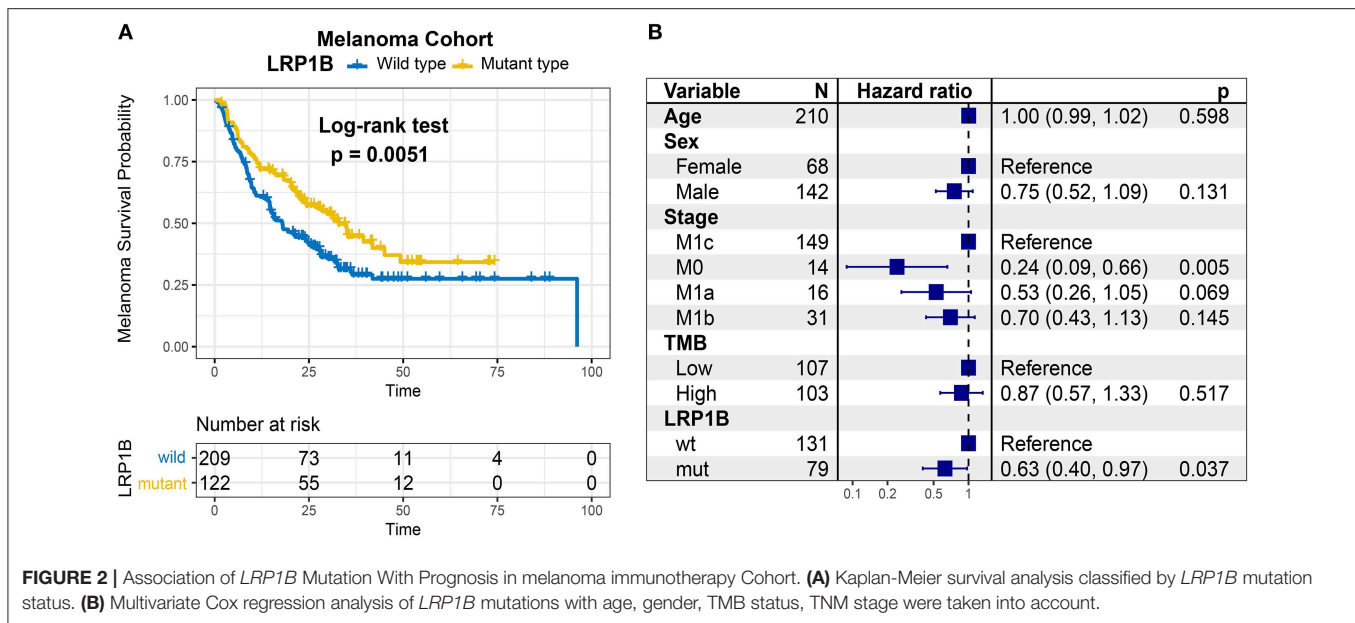 A
Melanoma Cohort
LRP1B Wild type Mutant type
Melanoma Survival Probability
1.00
0.75
0.50
0.25
0.00
Log-rank test
p = 0.0051
0 25 50 75 100
Time
Number at risk
LRP1B
wild 209 73 11 4 0
mutant 122 55 12 0 0
0 25 50 75 100
Time
B
Variable N Hazard ratio p
Age 210 1.00 (0.99, 1.02) 0.598
Sex
Female 68 Reference
Male 142 0.75 (0.52, 1.09) 0.131
Stage
M1c 149 Reference
M0 14 0.24 (0.09, 0.66) 0.005
M1a 16 0.53 (0.26, 1.05) 0.069
M1b 31 0.70 (0.43, 1.13) 0.145
TMB
Low 107 Reference
High 103 0.87 (0.57, 1.33) 0.517
LRP1B
wt 131 Reference
mut 79 0.63 (0.40, 0.97) 0.037
0.1 0.2 0.5 1
FIGURE 2 | Association of LRP1B Mutation With Prognosis in melanoma immunotherapy Cohort. (A) Kaplan-Meier survival analysis classified by LRP1B mutation
status. (B) Multivariate Cox regression analysis of LRP1B mutations with age, gender, TMB status, TNM stage were taken into account.